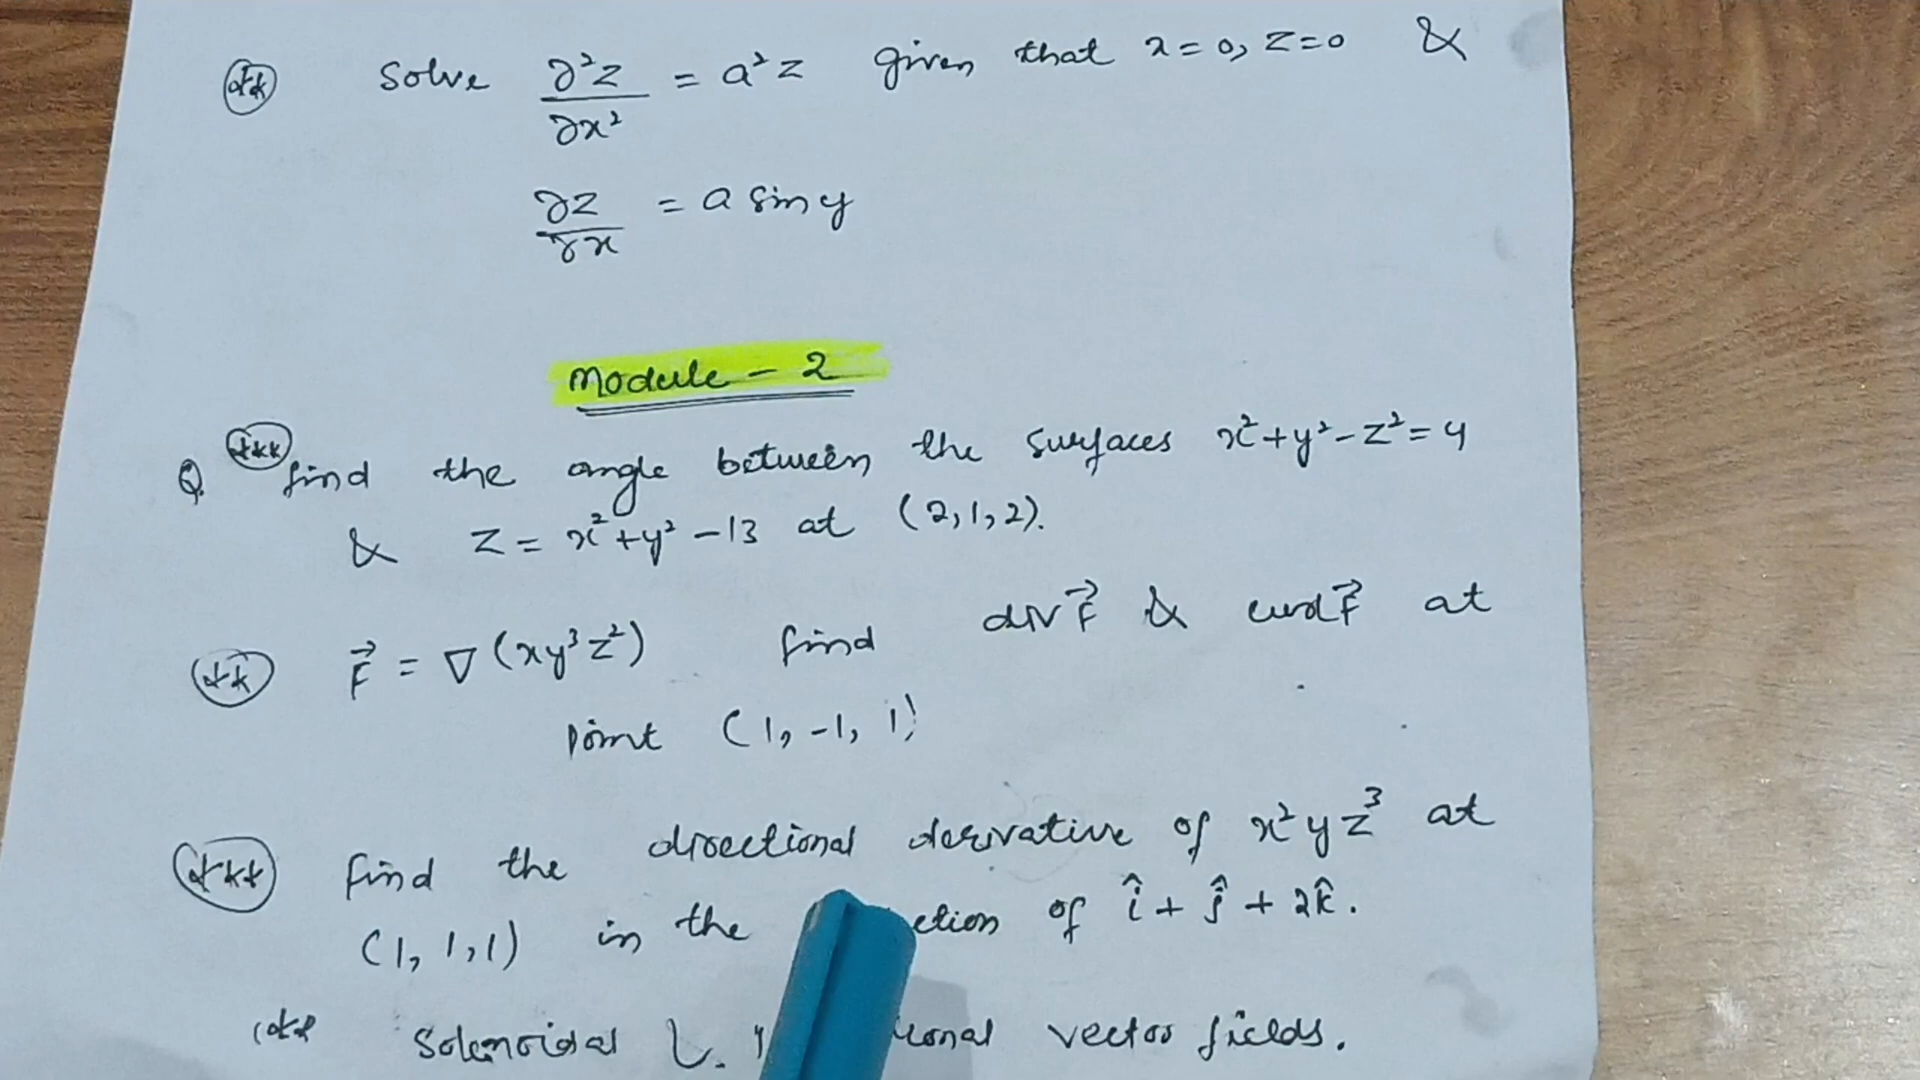 ** Solve ∂²z/∂x² = a²z given that x=0, z=0 &
∂z/∂x = a sin y
Module - 2
Q. *** find the angle between the surfaces x²+y²-z²=4
& z = x²+y²-13 at (2,1,2).
** F⃗ = ∇(xy³z²) find div F⃗ & curl F⃗ at
point (1, -1, 1)
*** find the directional derivative of x²yz³ at
(1, 1, 1) in the ection of î + ĵ + 2k̂.
Solenoidal ional vector fields.